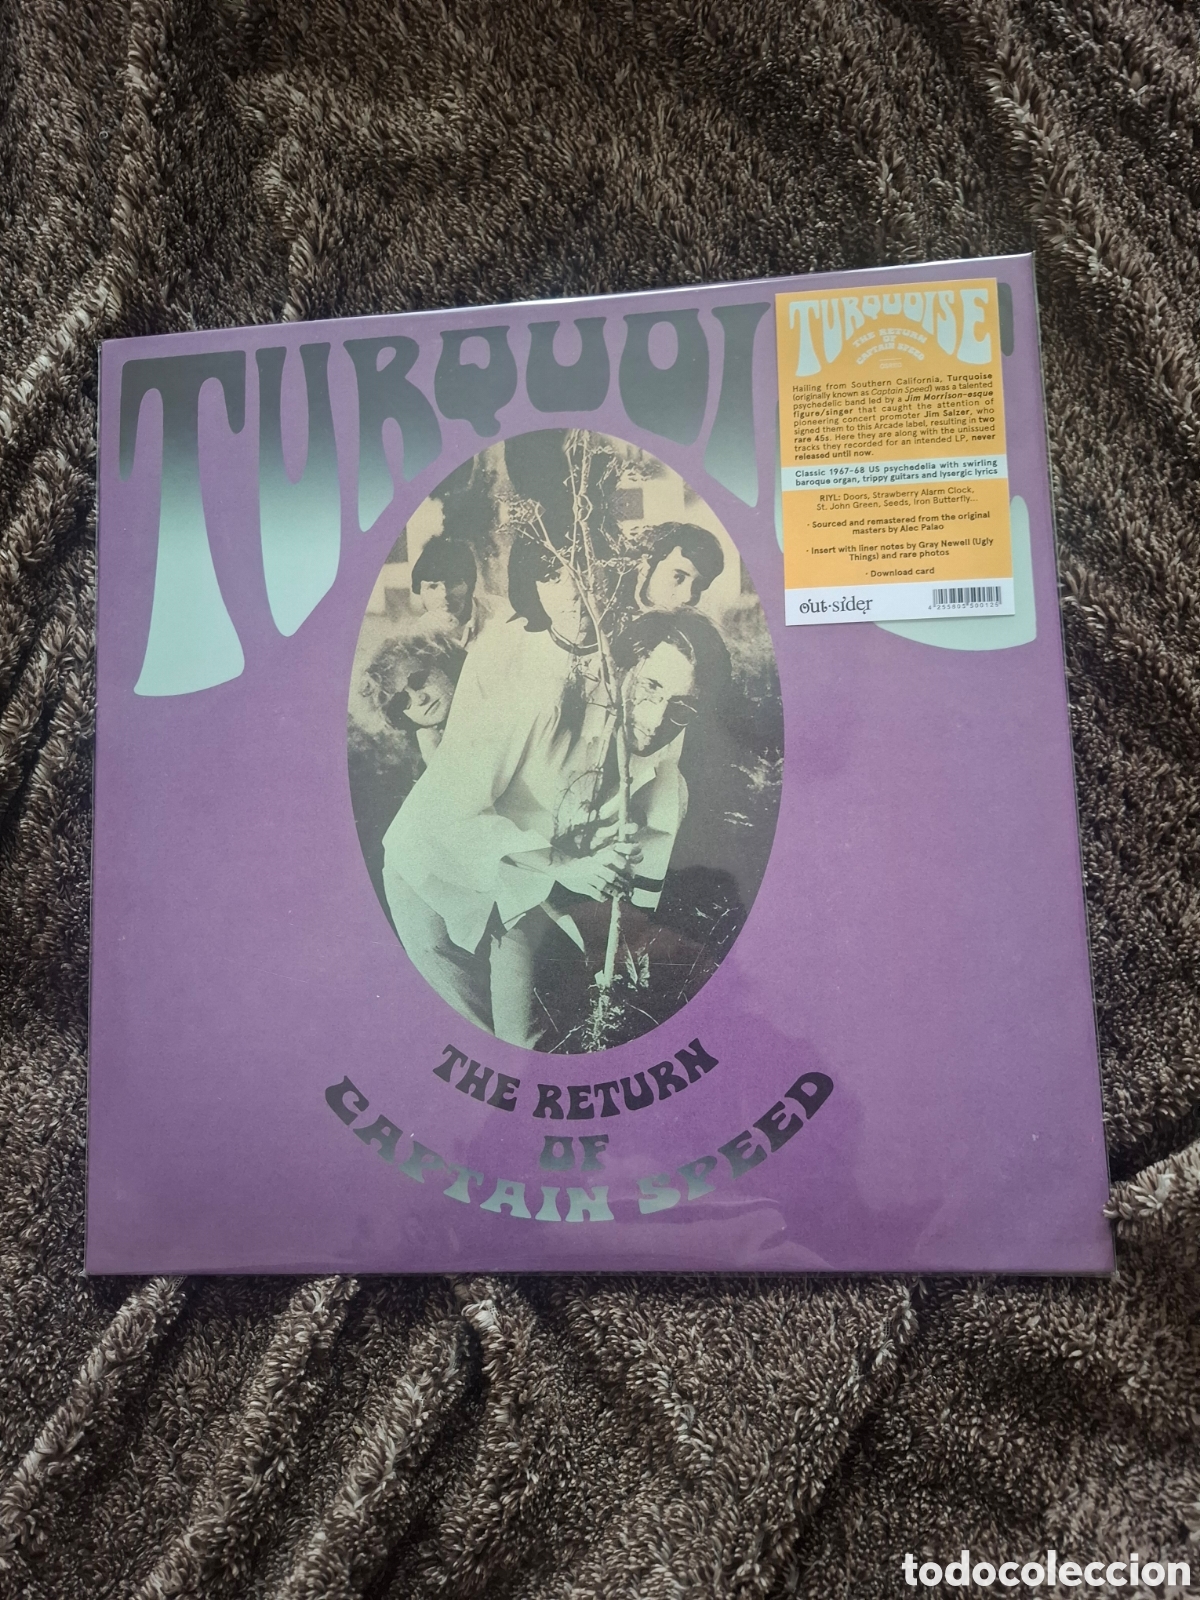 TURQUOISE
TURQUOISE
THE RETURN
OF
CAPTAIN SPEED
Hailing from Southern California, Turquoise
(originally known as Captain Speed) was a talented
psychedelic band led by a Jim Morrison-esque
figure/singer that caught the attention of
pioneering concert promoter Jim Salzer, who
signed them to this Arcade label, resulting in two
rare 45s. Here they are along with the unissued
tracks they recorded for an intended LP, never
released until now.
Classic 1967-68 US psychedelia with swirling
baroque organ, trippy guitars and lysergic lyrics
RIYL: Doors, Strawberry Alarm Clock,
St. John Green, Seeds, Iron Butterfly...
· Sourced and remastered from the original
masters by Alec Palao
· Insert with liner notes by Gray Newell (Ugly
Things) and rare photos
· Download card
out·sider
THE RETURN
OF
CAPTAIN SPEED
todocoleccion